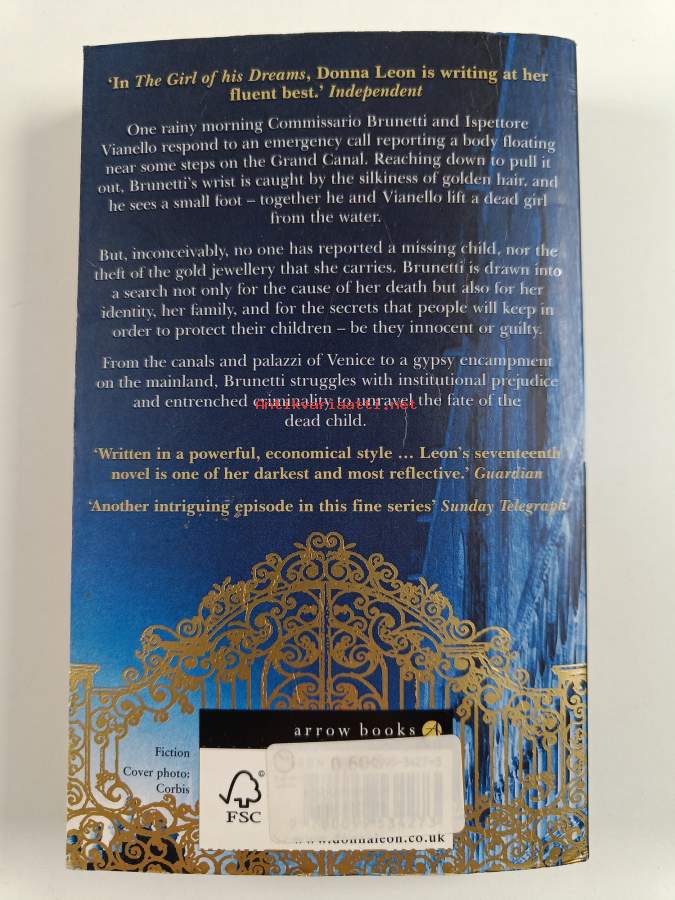 ‘In The Girl of his Dreams, Donna Leon is writing at her
fluent best.’ Independent
One rainy morning Commissario Brunetti and Ispettore
Vianello respond to an emergency call reporting a body floating
near some steps on the Grand Canal. Reaching down to pull it
out, Brunetti's wrist is caught by the silkiness of golden hair, and
he sees a small foot – together he and Vianello lift a dead girl
from the water.
But, inconceivably, no one has reported a missing child, nor the
theft of the gold jewellery that she carries. Brunetti is drawn into
a search not only for the cause of her death but also for her
identity, her family, and for the secrets that people will keep in
order to protect their children – be they innocent or guilty.
From the canals and palazzi of Venice to a gypsy encampment
on the mainland, Brunetti struggles with institutional prejudice
and entrenched criminality to unravel the fate of the
dead child.
Antikvariaatti.net
‘Written in a powerful, economical style … Leon's seventeenth
novel is one of her darkest and most reflective.’ Guardian
‘Another intriguing episode in this fine series’ Sunday Telegraph
arrow books
Fiction
Cover photo:
Corbis
FSC
www.donnaleon.co.uk